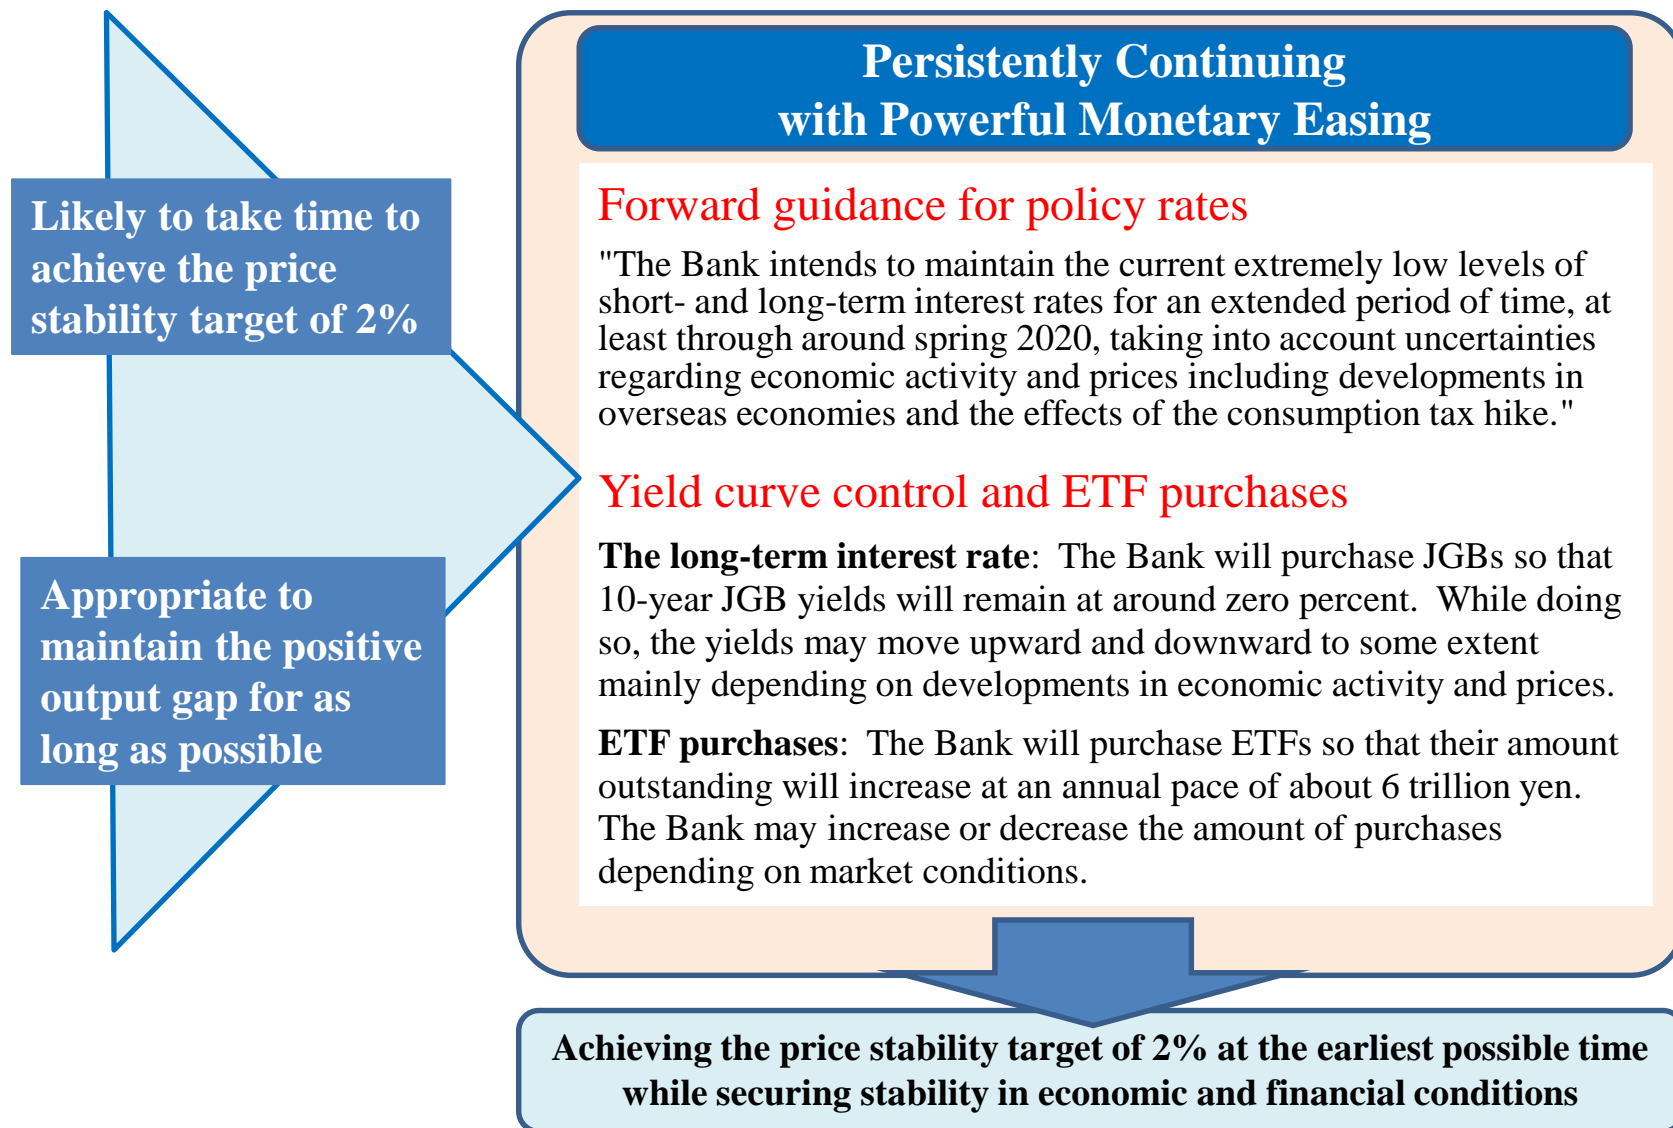 Likely to take time to
achieve the price
stability target of 2%
Appropriate to
maintain the positive
output gap for as
long as possible
Persistently Continuing
with Powerful Monetary Easing
Forward guidance for policy rates
"The Bank intends to maintain the current extremely low levels of
short- and long-term interest rates for an extended period of time, at
least through around spring 2020, taking into account uncertainties
regarding economic activity and prices including developments in
overseas economies and the effects of the consumption tax hike."
Yield curve control and ETF purchases
The long-term interest rate:  The Bank will purchase JGBs so that
10-year JGB yields will remain at around zero percent.  While doing
so, the yields may move upward and downward to some extent
mainly depending on developments in economic activity and prices.
ETF purchases:  The Bank will purchase ETFs so that their amount
outstanding will increase at an annual pace of about 6 trillion yen.
The Bank may increase or decrease the amount of purchases
depending on market conditions.
Achieving the price stability target of 2% at the earliest possible time
while securing stability in economic and financial conditions